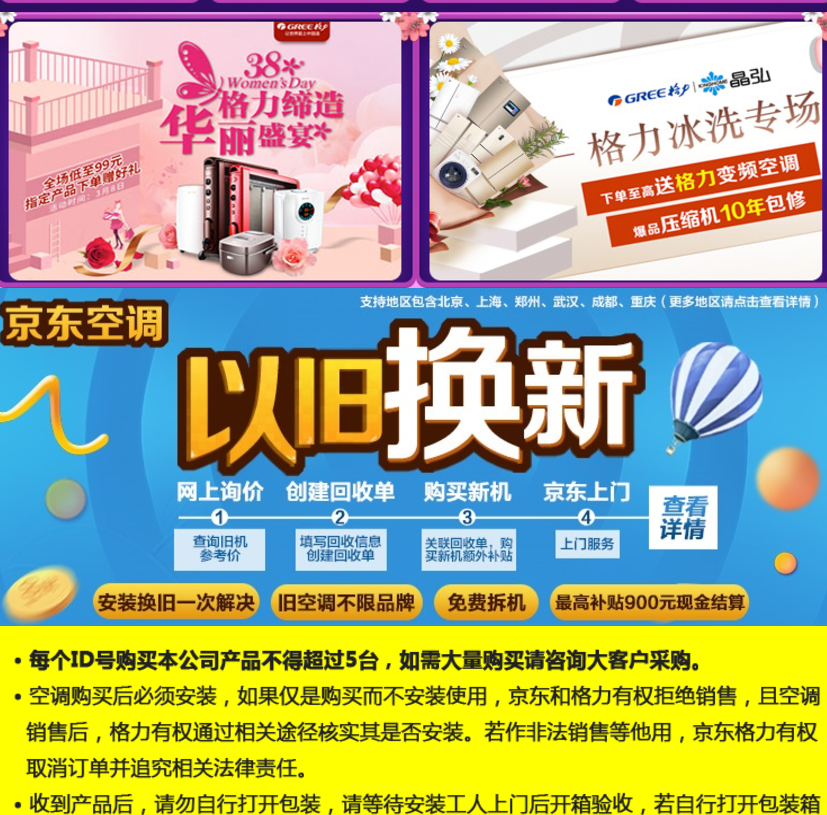 GREE 格力
38
Women'sDay
格力缔造
华丽盛宴
全场低至99元
指定产品下单赠好礼
活动时间:3月8日
GREE 格力 | KINGHOME 晶弘
格力冰洗专场
下单至高送格力变频空调
爆品压缩机10年包修
支持地区包含北京、上海、郑州、武汉、成都、重庆(更多地区请点击查看详情)
京东空调
以旧换新
网上询价 创建回收单 购买新机 京东上门
1 2 3 4
查看
详情
查询旧机
参考价
填写回收信息
创建回收单
关联回收单,购
买新机额外补贴
上门服务
安装换旧一次解决 旧空调不限品牌 免费拆机 最高补贴900元现金结算
• 每个ID号购买本公司产品不得超过5台,如需大量购买请咨询大客户采购。
• 空调购买后必须安装,如果仅是购买而不安装使用,京东和格力有权拒绝销售,且空调
销售后,格力有权通过相关途径核实其是否安装。若作非法销售等他用,京东格力有权
取消订单并追究相关法律责任。
• 收到产品后,请勿自行打开包装,请等待安装工人上门后开箱验收,若自行打开包装箱